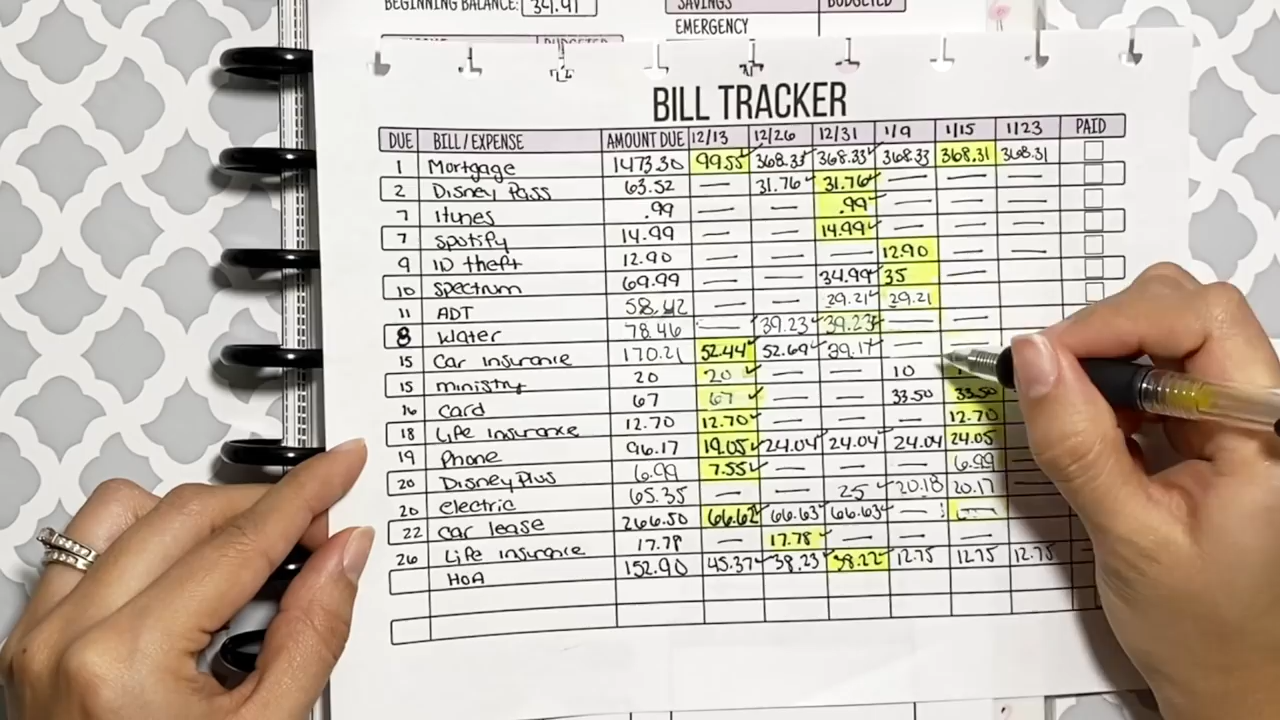 BEGINNING BALANCE: 34.91
SAVINGS BUDGETED
EMERGENCY
BILL TRACKER
DUE BILL/EXPENSE AMOUNT DUE 12/13 12/26 12/31 1/9 1/15 1/23 PAID
1 Mortgage 1473.30 99.55 368.33 368.33 368.33 368.31 368.31
2 Disney Pass 63.52 — 31.76 31.76 — — —
7 itunes .99 — — .99 — — —
7 spotify 14.99 — — 14.99 — — —
9 ID theft 12.90 — — — 12.90 — —
10 spectrum 69.99 — — 34.99 35 — —
11 ADT 58.42 — — 29.21 29.21
8 Water 78.46 — 39.23 39.23 — —
15 Car insurance 170.21 52.44 52.69 39.17 —
15 ministry 20 20 — — 10
16 card 67 67 — — 33.50 33.50
18 Life insurance 12.70 12.70 — — — 12.70
19 Phone 96.17 19.05 24.04 24.04 24.04 24.05
20 Disney plus 6.99 7.55 — — — 6.99
20 electric 65.35 — — 25 20.18 20.17
22 car lease 266.50 66.62 66.63 66.63 —
26 Life insurance 17.78 — 17.78 — — — —
HOA 152.90 45.37 38.23 38.22 12.75 12.75 12.75